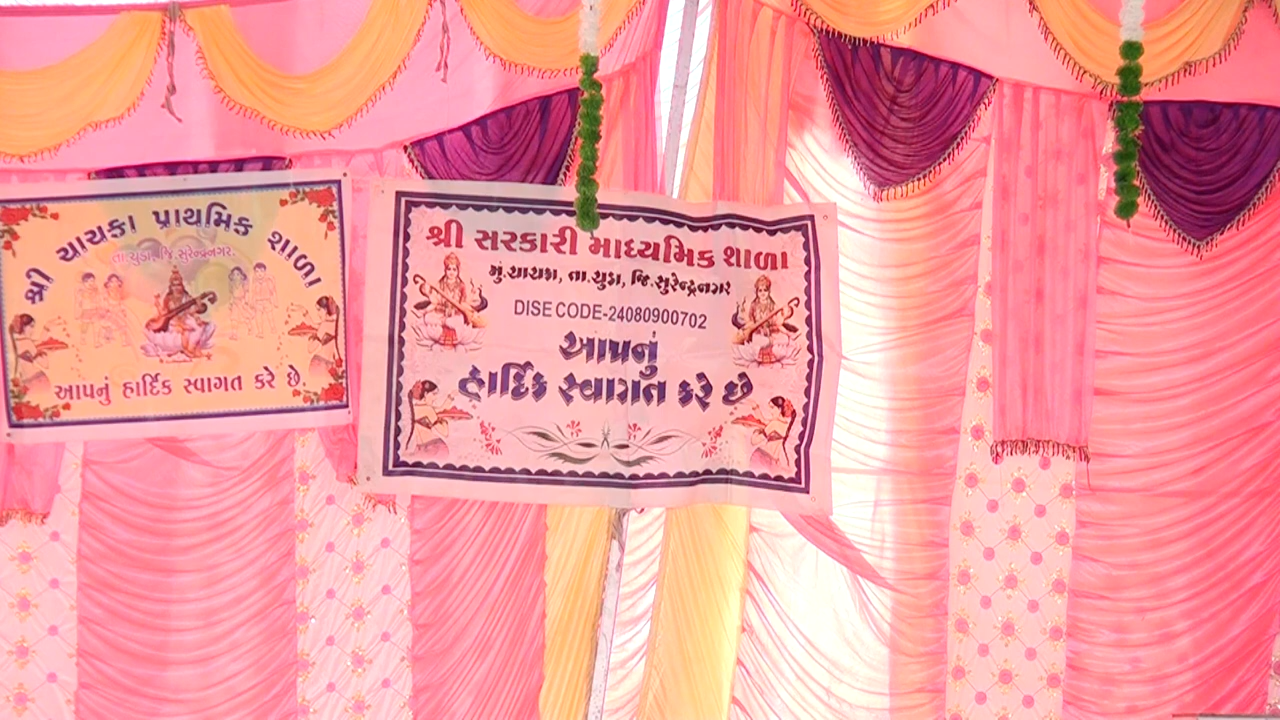 શ્રી ચાચકા પ્રાથમિક શાળા
તા.ચુડા, જિ.સુરેન્દ્રનગર.
આપનું હાર્દિક સ્વાગત કરે છે.
શ્રી સરકારી માધ્યમિક શાળા
મું.ચાચકા, તા.ચુડા, જિ.સુરેન્દ્રનગર
DISE CODE-24080900702
આપનું
હાર્દિક સ્વાગત કરે છે